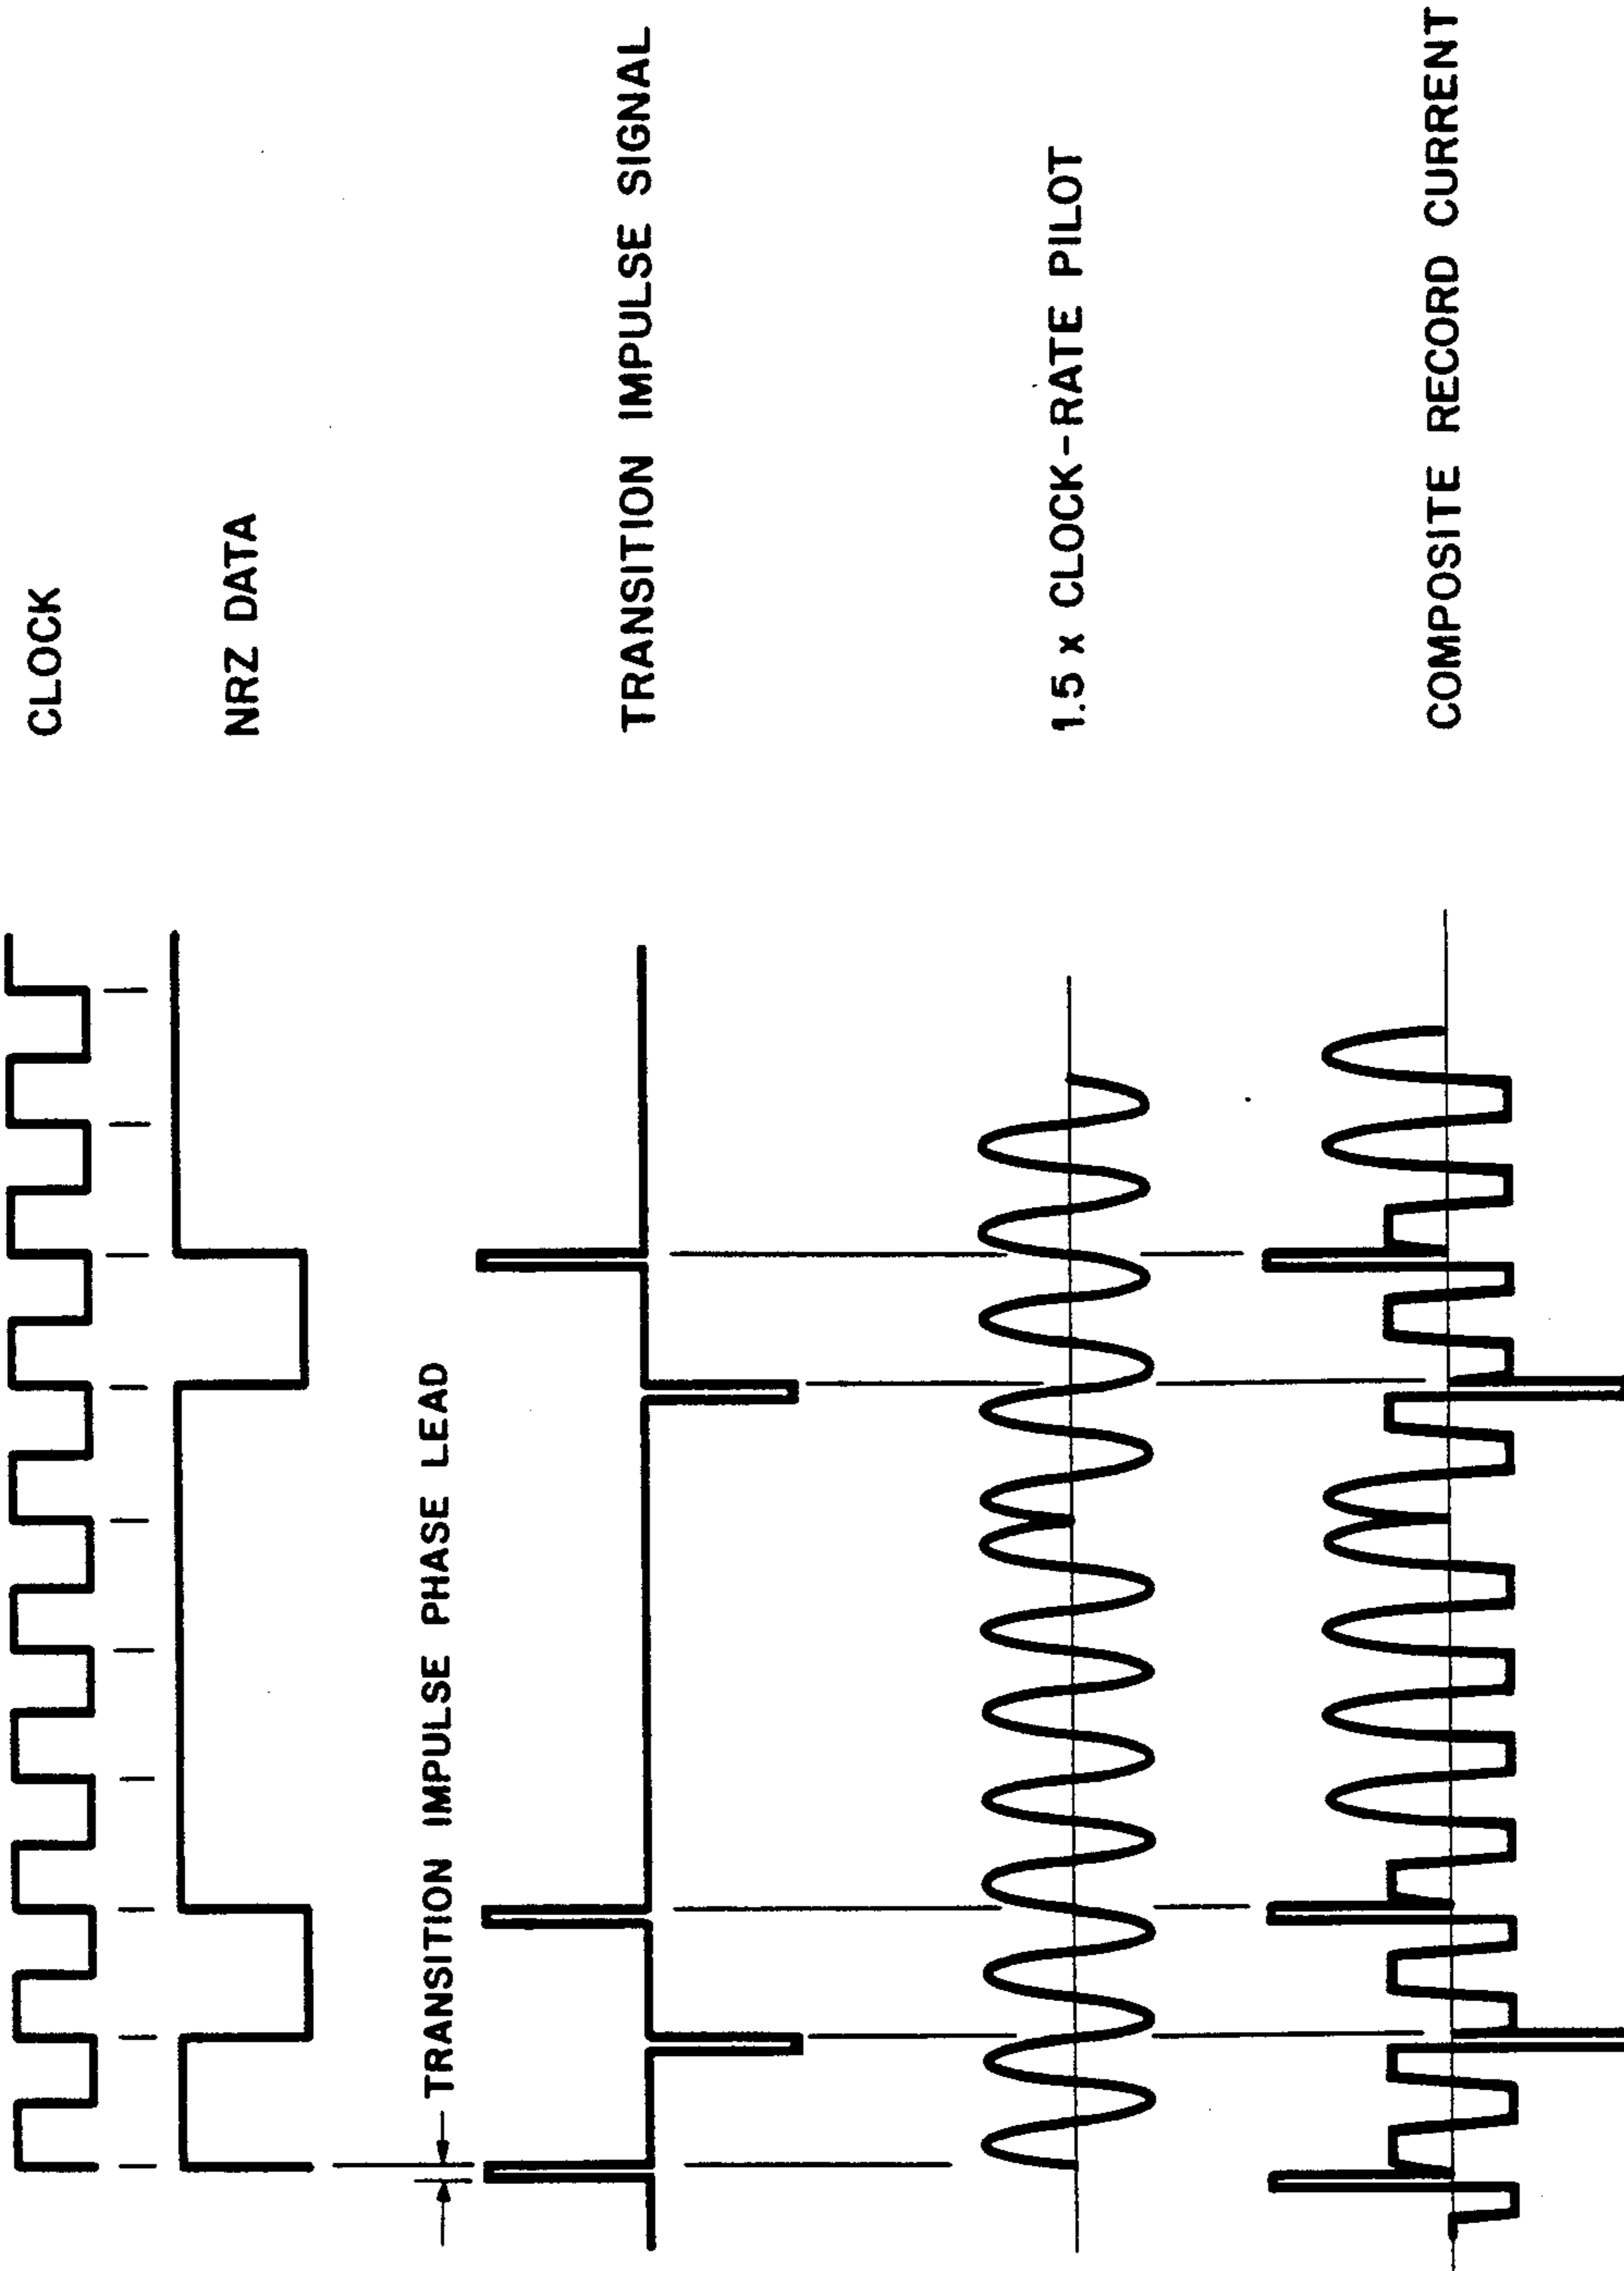 CLOCK
NRZ DATA
TRANSITION IMPULSE PHASE LEAD
TRANSITION IMPULSE SIGNAL
1.5 x CLOCK-RATE PILOT
COMPOSITE RECORD CURRENT